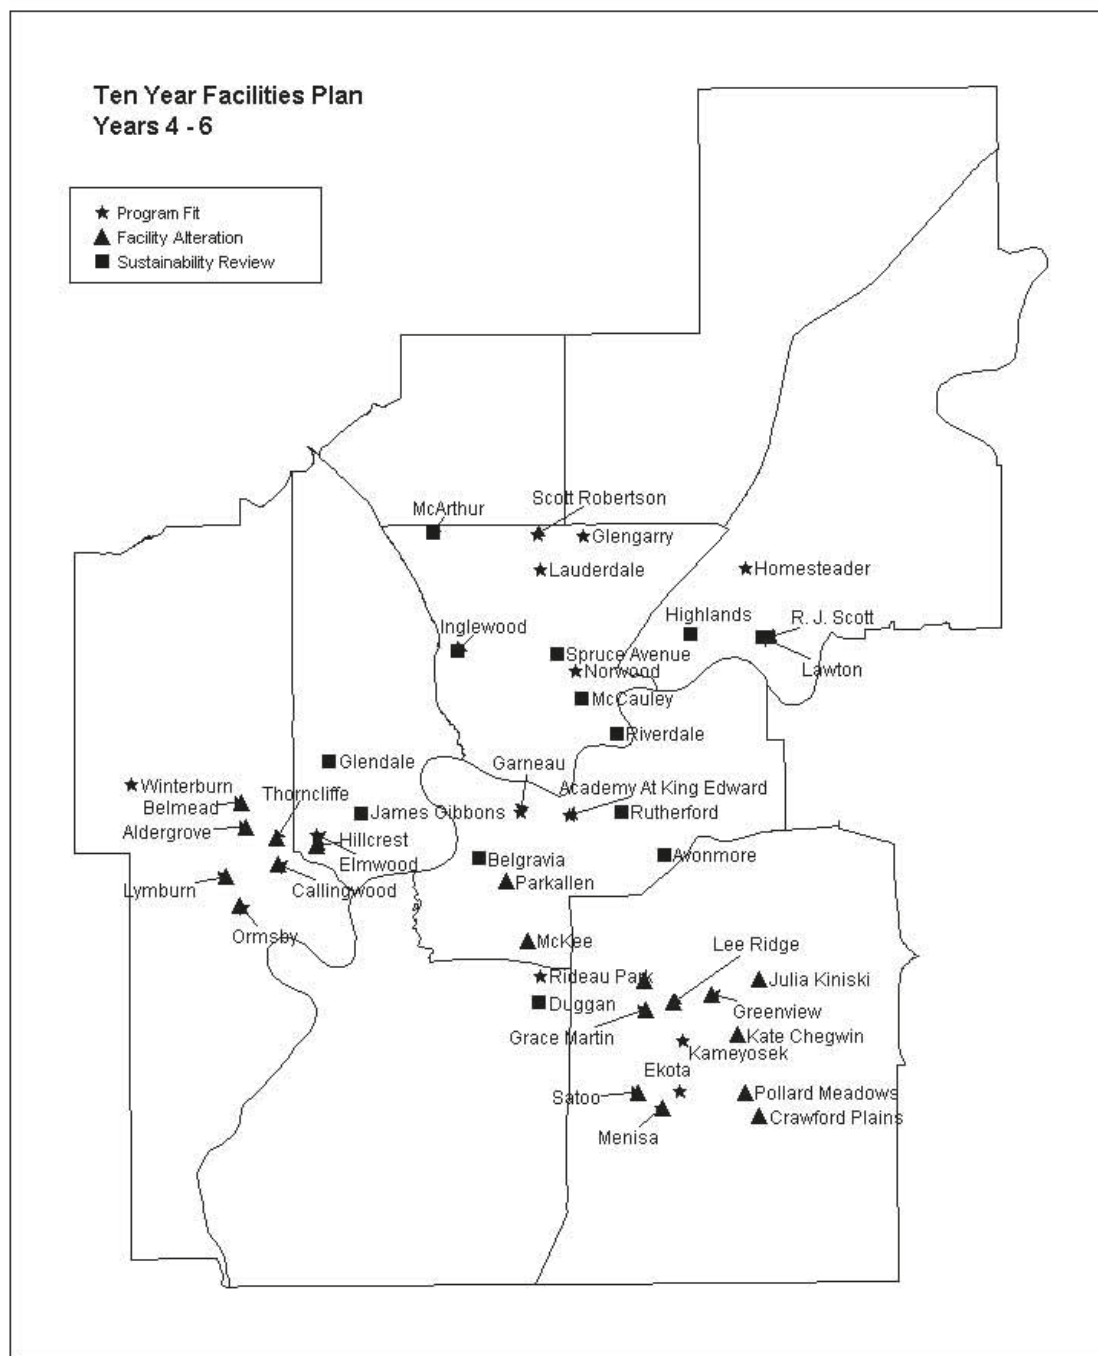 Ten Year Facilities Plan
Years 4 - 6
Program Fit
Facility Alteration
Sustainability Review
Scott Robertson
McArthur
Glengarry
Lauderdale
Homesteader
Highlands
R. J. Scott
Inglewood
Spruce Avenue
Norwood
Lawton
McCauley
Riverdale
Glendale
Garneau
Winterburn
Thorncliffe
Academy At King Edward
Belmead
James Gibbons
Rutherford
Aldergrove
Hillcrest
Elmwood
Belgravia
Avonmore
Lymburn
Callingwood
Parkallen
Ormsby
McKee
Lee Ridge
Rideau Park
Julia Kiniski
Duggan
Greenview
Grace Martin
Kate Chegwin
Kameyosek
Ekota
Satoo
Pollard Meadows
Menisa
Crawford Plains